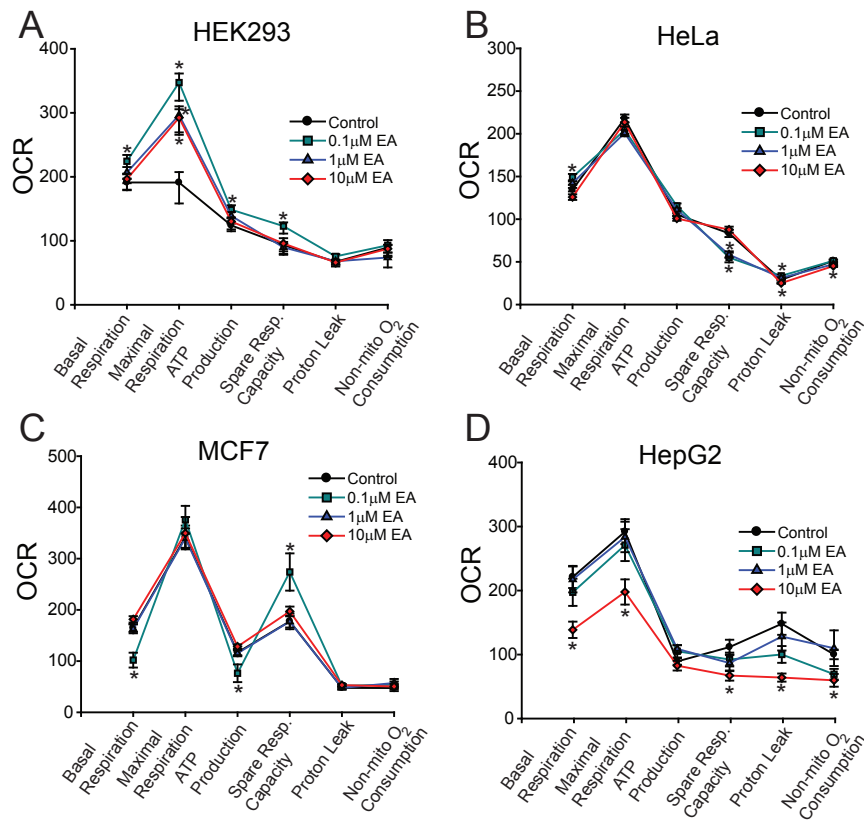 A
HEK293
400
300
200
100
0
OCR
Control
0.1μM EA
1μM EA
10μM EA
*
*
*
*
*
*
Basal
Respiration
Maximal
Respiration
ATP
Production
Spare Resp.
Capacity
Proton Leak
Non-mito O2
Consumption
B
HeLa
300
250
200
150
100
50
0
OCR
Control
0.1μM EA
1μM EA
10μM EA
*
*
*
*
*
*
Basal
Respiration
Maximal
Respiration
ATP
Production
Spare Resp.
Capacity
Proton Leak
Non-mito O2
Consumption
C
MCF7
500
400
300
200
100
0
OCR
Control
0.1μM EA
1μM EA
10μM EA
*
*
*
Basal
Respiration
Maximal
Respiration
ATP
Production
Spare Resp.
Capacity
Proton Leak
Non-mito O2
Consumption
D
HepG2
400
300
200
100
0
OCR
Control
0.1μM EA
1μM EA
10μM EA
*
*
*
*
*
Basal
Respiration
Maximal
Respiration
ATP
Production
Spare Resp.
Capacity
Proton Leak
Non-mito O2
Consumption